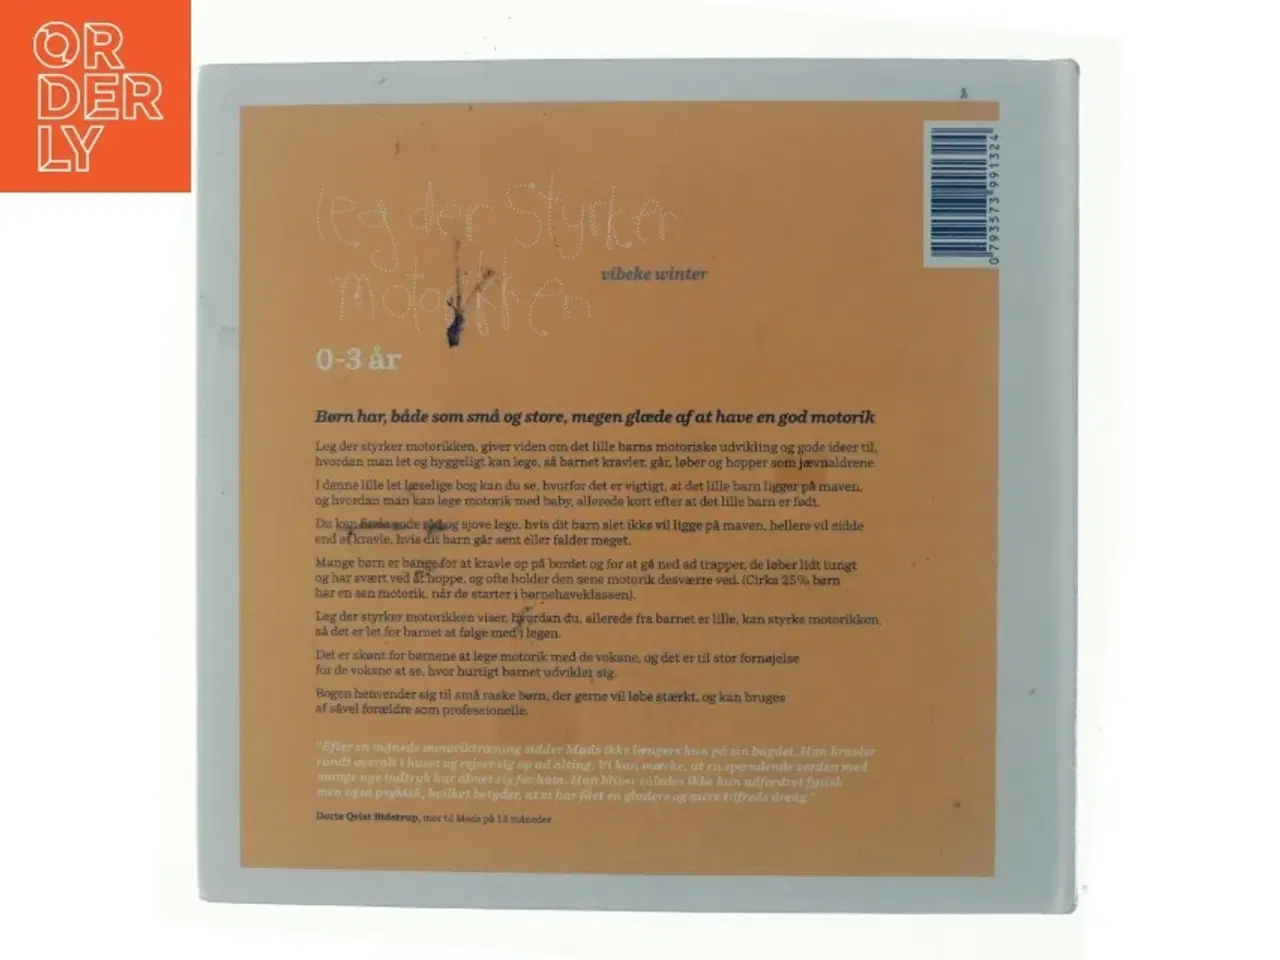 OR
DER
LY
0793573991324
Leg der Styrker
vibeke winter
motorikken
0-3 år
Børn har, både som små og store, megen glæde af at have en god motorik
Leg der styrker motorikken, giver viden om det lille barns motoriske udvikling og gode ideer til,
hvordan man let og hyggeligt kan lege, så barnet kravler, går, løber og hopper som jævnaldrene.
I denne lille let læselige bog kan du se, hvorfor det er vigtigt, at det lille barn ligger på maven,
og hvordan man kan lege motorik med baby, allerede kort efter at det lille barn er født.
Du kan finde gode råd og sjove lege, hvis dit barn slet ikke vil ligge på maven, hellere vil sidde
end at kravle, hvis dit barn går sent eller falder meget.
Mange børn er bange for at kravle op på bordet og for at gå ned ad trapper, de løber lidt tungt
og har svært ved at hoppe, og ofte holder den sene motorik desværre ved. (Cirka 25% børn
har en sen motorik, når de starter i børnehaveklassen).
Leg der styrker motorikken viser, hvordan du, allerede fra barnet er lille, kan styrke motorikken,
så det er let for barnet at følge med i legen.
Det er skønt for børnene at lege motorik med de voksne, og det er til stor fornøjelse
for de voksne at se, hvor hurtigt barnet udvikler sig.
Bogen henvender sig til små raske børn, der gerne vil løbe stærkt, og kan bruges
af såvel forældre som professionelle.
"Efter en måneds motoriktræning sidder Mads ikke længere kun på sin bagdel. Han kravler
rundt overalt i huset og rejser sig op ad alting. Vi kan mærke, at en spændende verden med
mange nye indtryk har åbnet sig for ham. Han bliver således ikke kun udfordret fysisk
men også psykisk, hvilket betyder, at vi har fået en gladere og mere tilfreds dreng."
Dorte Qvist Bidstrup, mor til Mads på 18 måneder